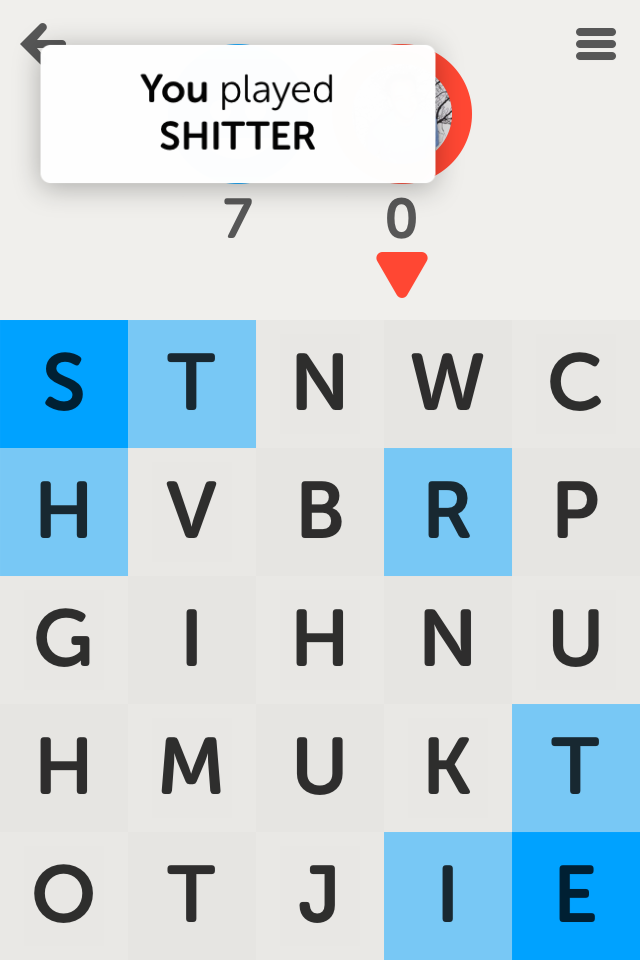 You played
SHITTER
7 0
S T N W C
H V B R P
G I H N U
H M U K T
O T J I E